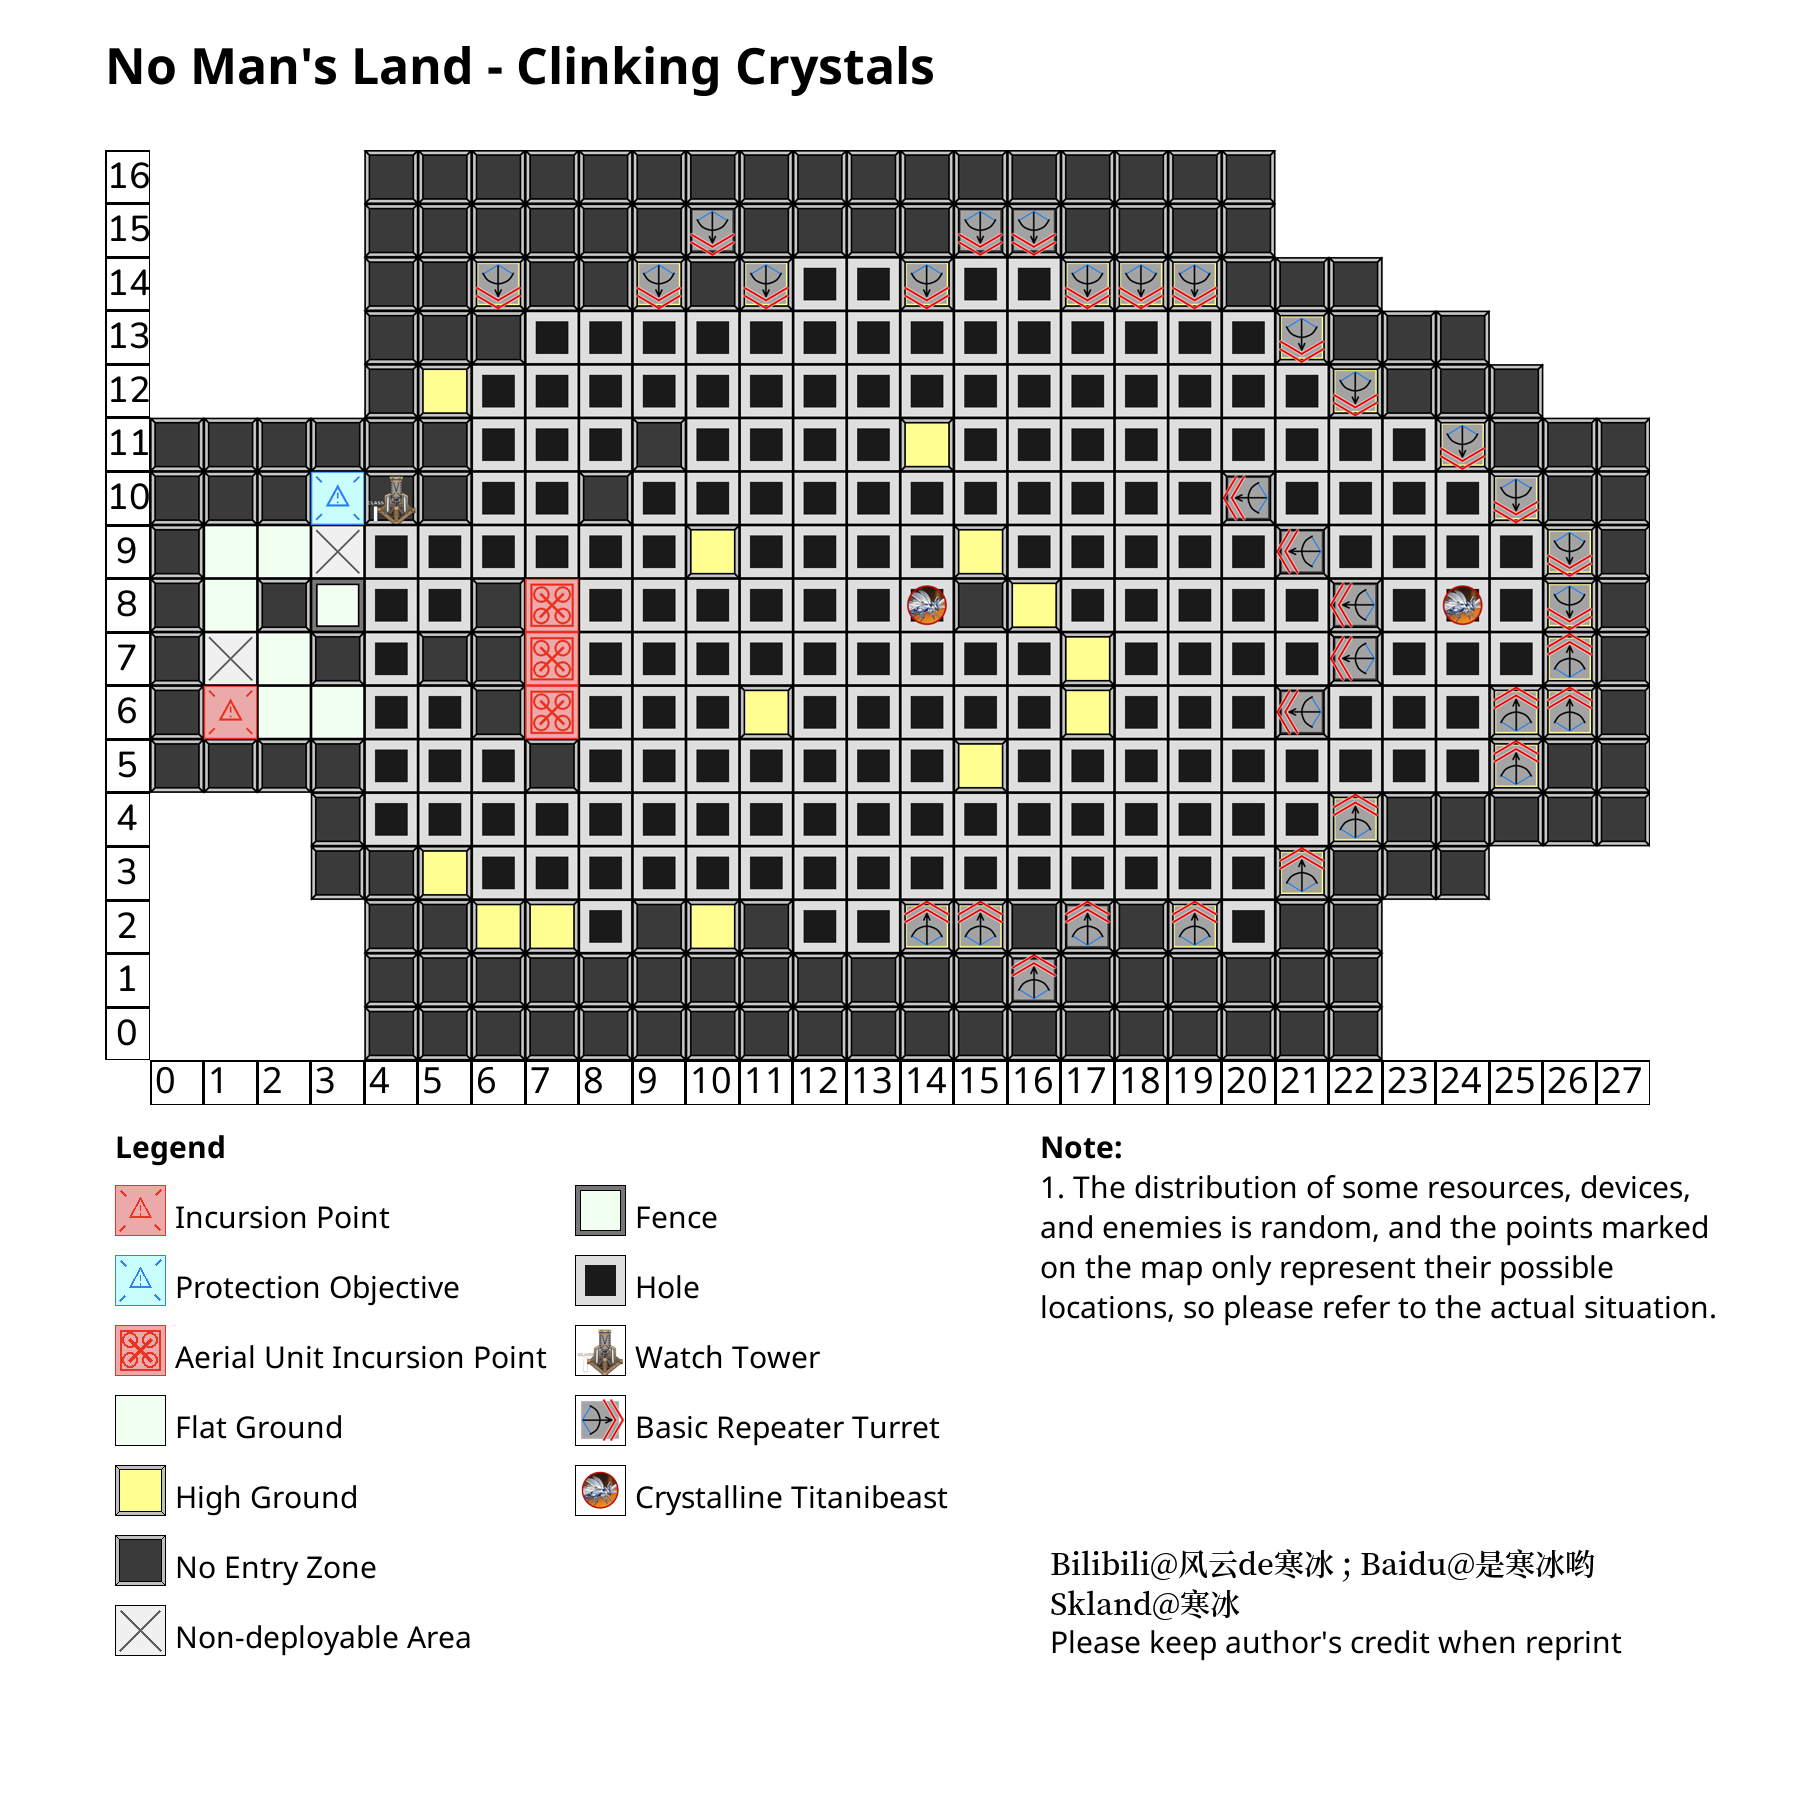 No Man's Land - Clinking Crystals
16
15
14
13
12
11
10
9
8
7
6
5
4
3
2
1
0
0 1 2 3 4 5 6 7 8 9 10 11 12 13 14 15 16 17 18 19 20 21 22 23 24 25 26 27
Legend
Incursion Point
Protection Objective
Aerial Unit Incursion Point
Flat Ground
High Ground
No Entry Zone
Non-deployable Area
Fence
Hole
Watch Tower
Basic Repeater Turret
Crystalline Titanibeast
Note:
1. The distribution of some resources, devices,
and enemies is random, and the points marked
on the map only represent their possible
locations, so please refer to the actual situation.
Bilibili@风云de寒冰 ; Baidu@是寒冰哟
Skland@寒冰
Please keep author's credit when reprint